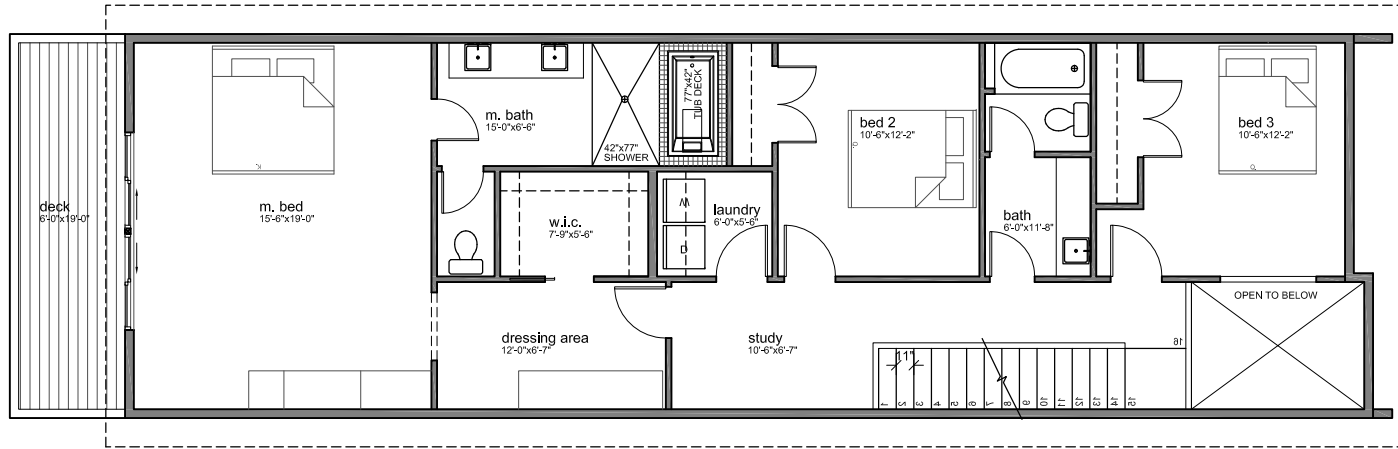 deck
6'-0"x19'-0"
m. bed
15'-6"x19'-0"
K
m. bath
15'-0"x6'-6"
42"x77"
SHOWER
77"x42"
TUB DECK
w.i.c.
7'-9"x5'-6"
W
D
laundry
6'-0"x5'-6"
bed 2
10'-6"x12'-2"
Q
bath
6'-0"x11'-8"
bed 3
10'-6"x12'-2"
Q
OPEN TO BELOW
dressing area
12'-0"x6'-7"
study
10'-6"x6'-7"
11"
1
2
3
4
5
6
7
8
9
10
11
12
13
14
15
16